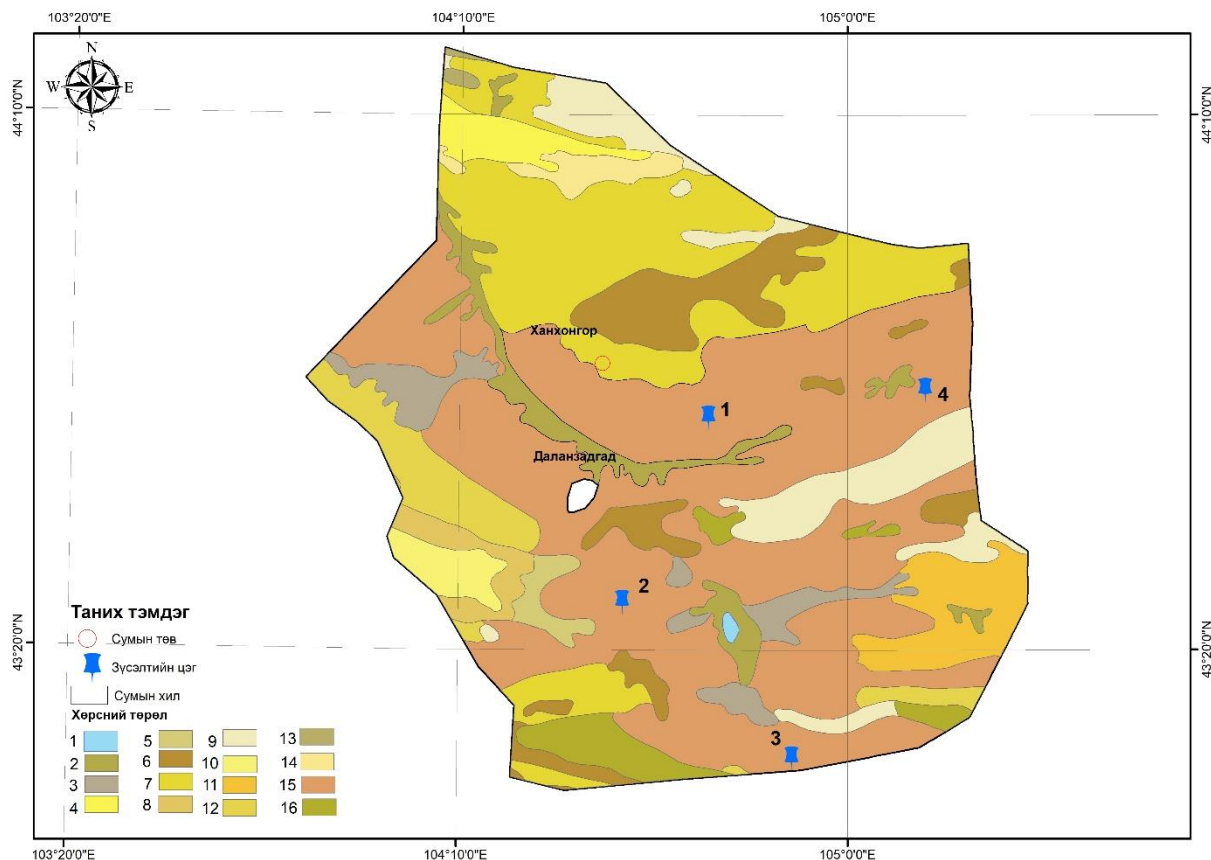 103°20'0"E 104°10'0"E 105°0'0"E
N
W E
S
44°10'0"N 44°10'0"N
Ханхонгор
1
4
Даланзадгад
2
3
43°20'0"N 43°20'0"N
Таних тэмдэг
Сумын төв
Зүсэлтийн цэг
Сумын хил
Хөрсний төрөл
1 5 9 13
2 6 10 14
3 7 11 15
4 8 12 16
103°20'0"E 104°10'0"E 105°0'0"E